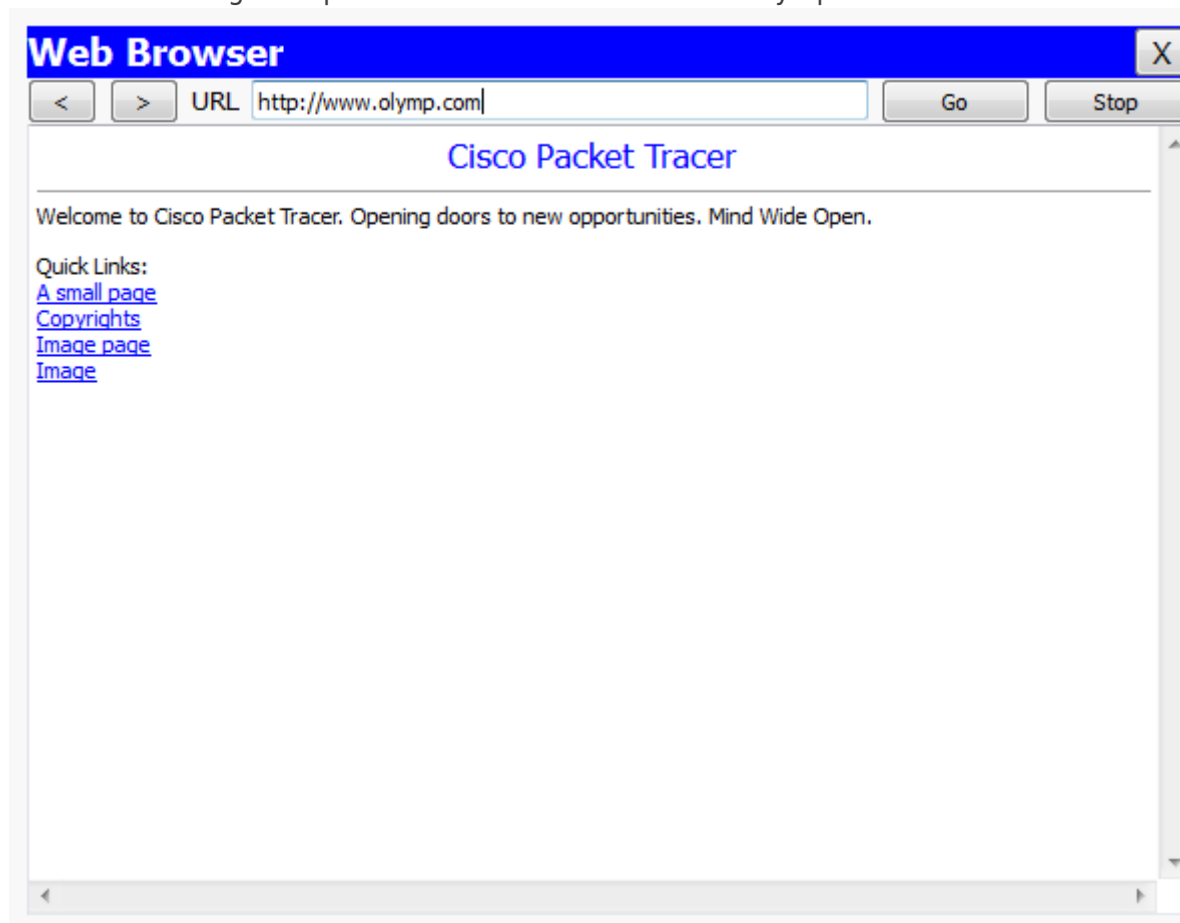 Web Browser X
< > URL http://www.olymp.com Go Stop
Cisco Packet Tracer
Welcome to Cisco Packet Tracer. Opening doors to new opportunities. Mind Wide Open.
Quick Links:
A small page
Copyrights
Image page
Image